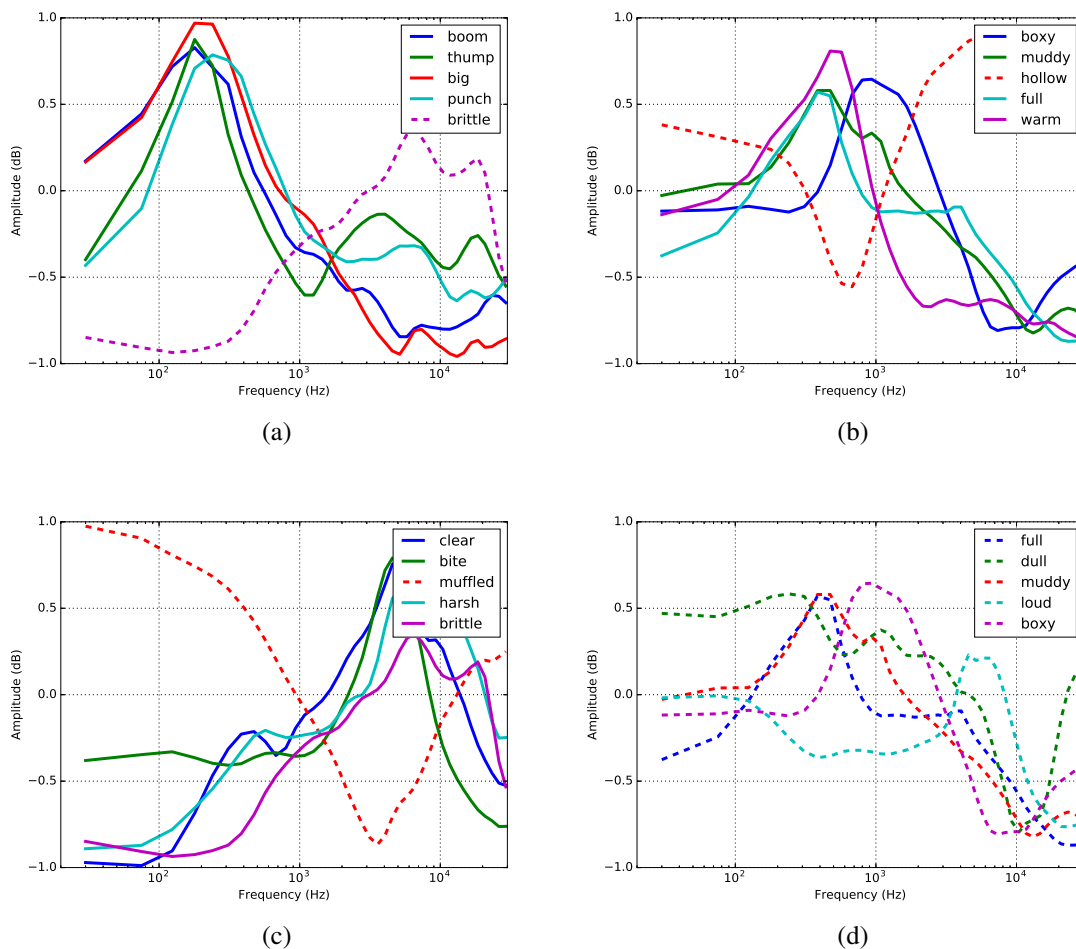 1.0
0.5
0.0
−0.5
−1.0
Amplitude (dB)
10²
10³
10⁴
Frequency (Hz)
boom
thump
big
punch
brittle
(a)
1.0
0.5
0.0
−0.5
−1.0
Amplitude (dB)
10²
10³
10⁴
Frequency (Hz)
boxy
muddy
hollow
full
warm
(b)
1.0
0.5
0.0
−0.5
−1.0
Amplitude (dB)
10²
10³
10⁴
Frequency (Hz)
clear
bite
muffled
harsh
brittle
(c)
1.0
0.5
0.0
−0.5
−1.0
Amplitude (dB)
10²
10³
10⁴
Frequency (Hz)
full
dull
muddy
loud
boxy
(d)